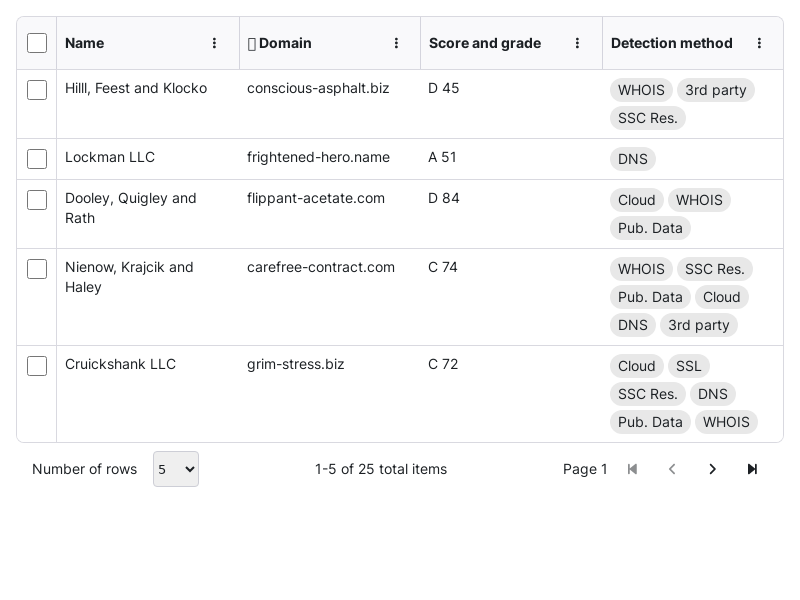 Name Domain Score and grade Detection method
Hilll, Feest and Klocko conscious-asphalt.biz D 45 WHOIS 3rd party
SSC Res.
Lockman LLC frightened-hero.name A 51 DNS
Dooley, Quigley and flippant-acetate.com D 84 Cloud WHOIS
Rath Pub. Data
Nienow, Krajcik and carefree-contract.com C 74 WHOIS SSC Res.
Haley Pub. Data Cloud
DNS 3rd party
Cruickshank LLC grim-stress.biz C 72 Cloud SSL
SSC Res. DNS
Pub. Data WHOIS
Number of rows 5 1-5 of 25 total items Page 1